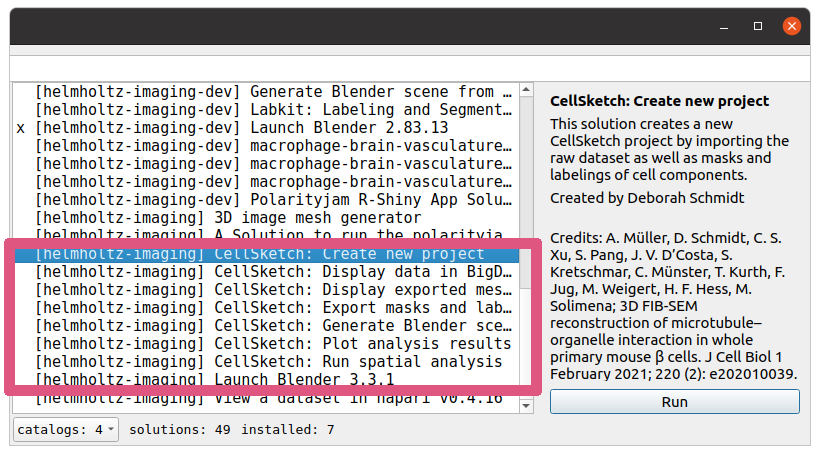 [helmholtz-imaging-dev] Generate Blender scene from …
[helmholtz-imaging-dev] Labkit: Labeling and Segment…
x [helmholtz-imaging-dev] Launch Blender 2.83.13
[helmholtz-imaging-dev] macrophage-brain-vasculature…
[helmholtz-imaging-dev] macrophage-brain-vasculature…
[helmholtz-imaging-dev] macrophage-brain-vasculature…
[helmholtz-imaging-dev] Polarityjam R-Shiny App Solu…
[helmholtz-imaging] 3D image mesh generator
[helmholtz-imaging] A Solution to run the polarityja
[helmholtz-imaging] CellSketch: Create new project
[helmholtz-imaging] CellSketch: Display data in BigD…
[helmholtz-imaging] CellSketch: Display exported mes…
[helmholtz-imaging] CellSketch: Export masks and lab…
[helmholtz-imaging] CellSketch: Generate Blender sce…
[helmholtz-imaging] CellSketch: Plot analysis results
[helmholtz-imaging] CellSketch: Run spatial analysis
[helmholtz-imaging] Launch Blender 3.3.1
[helmholtz-imaging] View a dataset in napari v0.4.16
catalogs: 4 solutions: 49 installed: 7
CellSketch: Create new project
This solution creates a new
CellSketch project by importing the
raw dataset as well as masks and
labelings of cell components.
Created by Deborah Schmidt
Credits: A. Müller, D. Schmidt, C. S.
Xu, S. Pang, J. V. D’Costa, S.
Kretschmar, C. Münster, T. Kurth, F.
Jug, M. Weigert, H. F. Hess, M.
Solimena; 3D FIB-SEM
reconstruction of microtubule–
organelle interaction in whole
primary mouse β cells. J Cell Biol 1
February 2021; 220 (2): e202010039.
Run